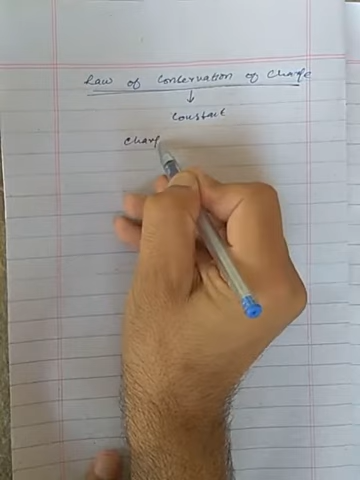 Law of Conservation of Charge
↓
Constant
Charg